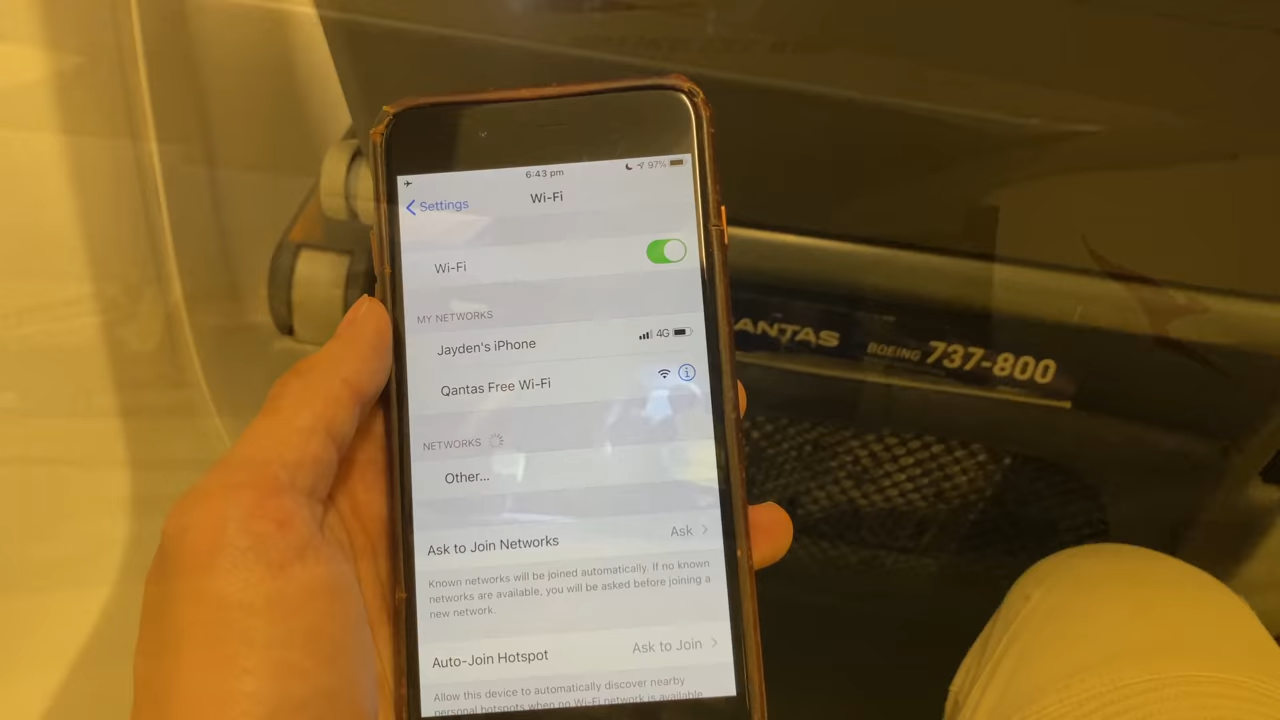 6:43 pm
97%
Settings
Wi-Fi
Wi-Fi
MY NETWORKS
Jayden's iPhone
4G
Qantas Free Wi-Fi
NETWORKS
Other...
Ask to Join Networks
Ask
Known networks will be joined automatically. If no known
networks are available, you will be asked before joining a
new network.
Auto-Join Hotspot
Ask to Join
Allow this device to automatically discover nearby
personal hotspots when no Wi-Fi network is available.
ANTAS
BOEING 737-800